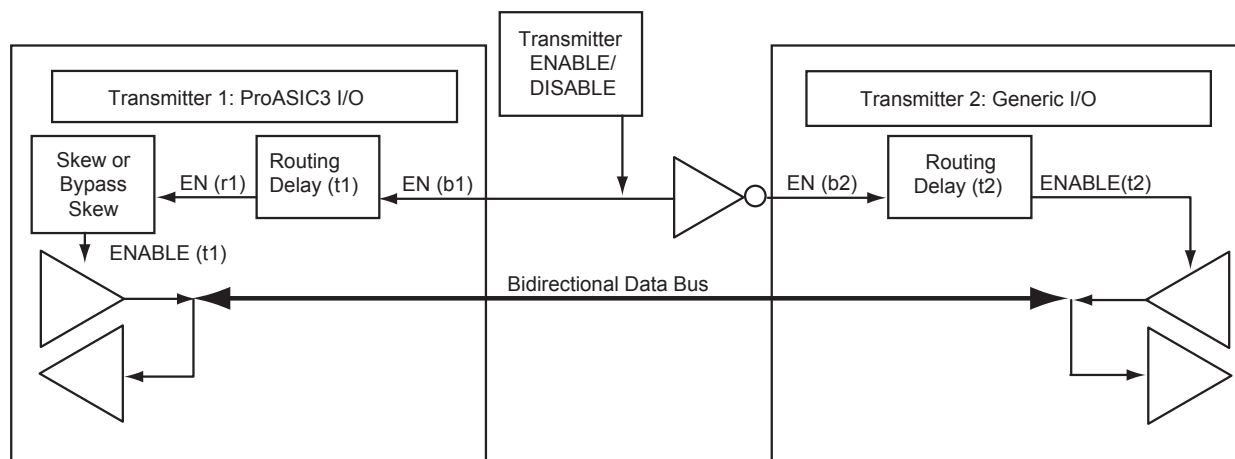 Transmitter
ENABLE/
DISABLE
Transmitter 1: ProASIC3 I/O
Transmitter 2: Generic I/O
Skew or
Bypass
Skew
EN (r1)
Routing
Delay (t1)
EN (b1)
EN (b2)
Routing
Delay (t2)
ENABLE(t2)
ENABLE (t1)
Bidirectional Data Bus